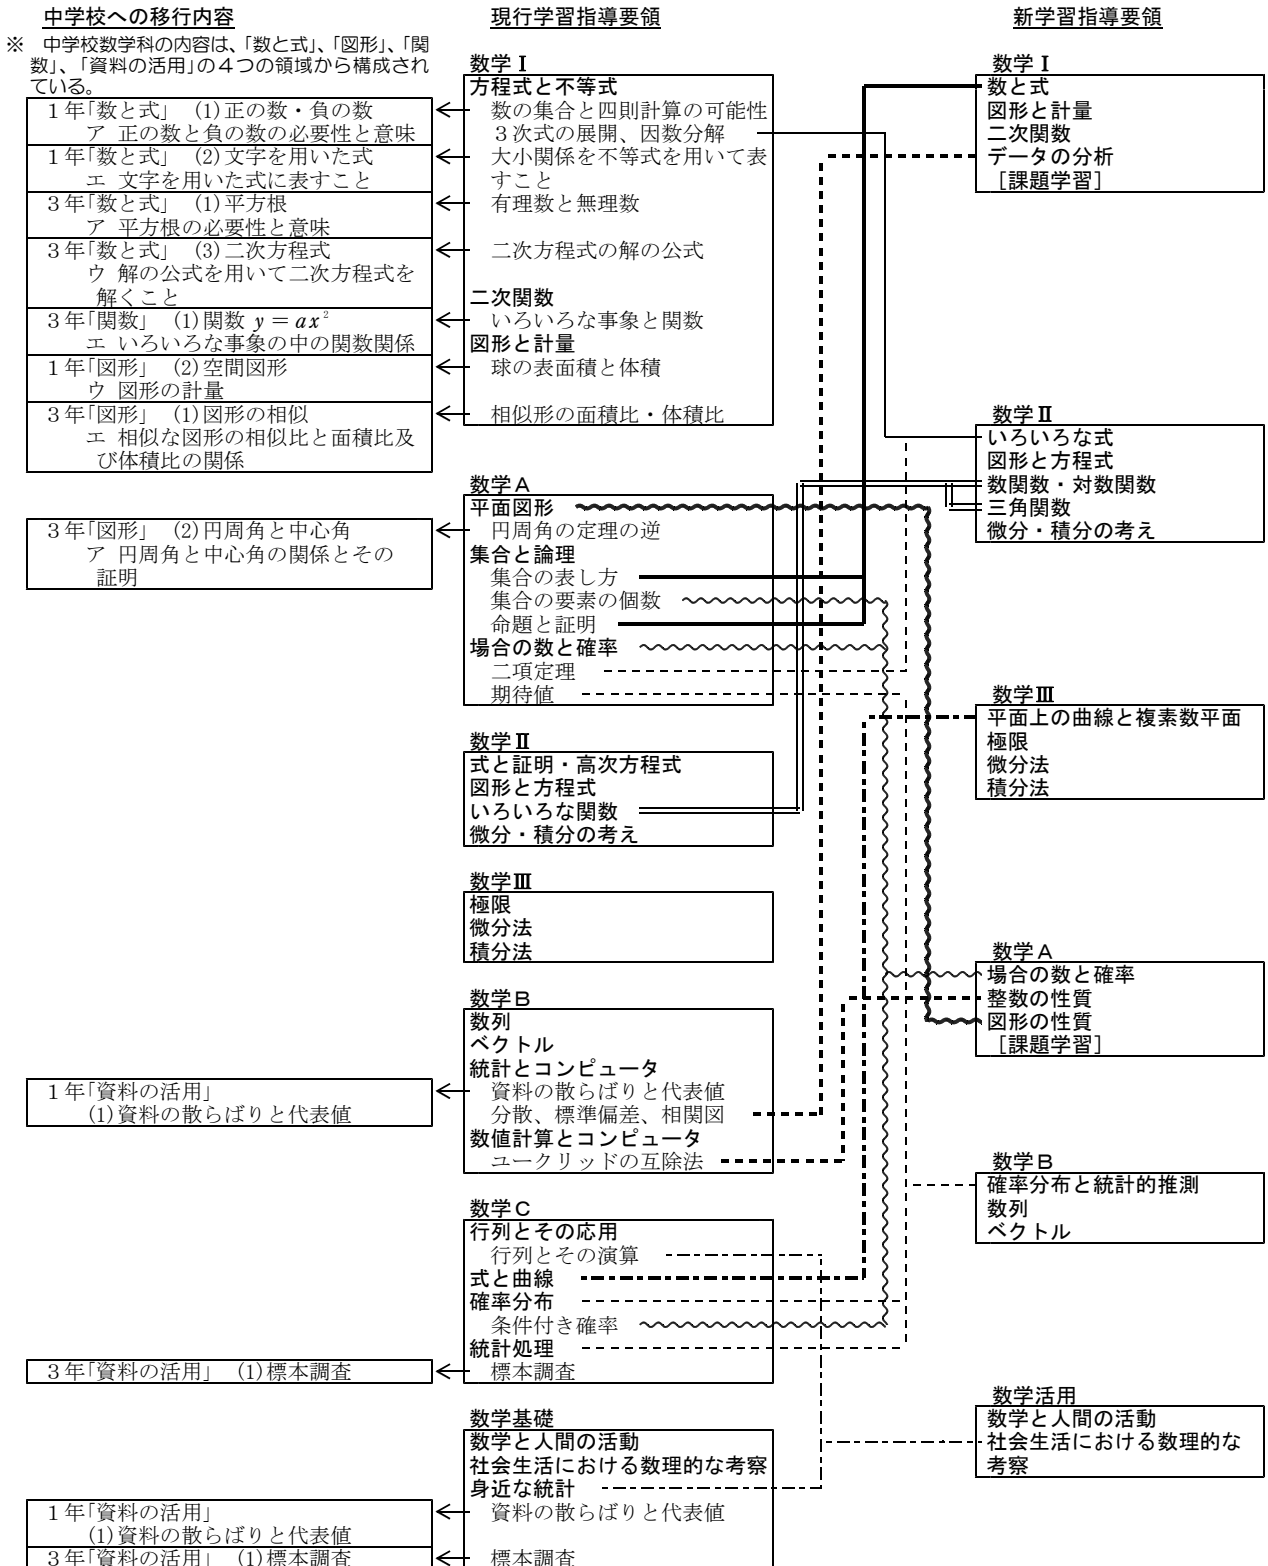 中学校への移行内容
※　中学校数学科の内容は、「数と式」、「図形」、「関
数」、「資料の活用」の４つの領域から構成され
ている。
１年「数と式」 (1)正の数・負の数
ア 正の数と負の数の必要性と意味
１年「数と式」 (2)文字を用いた式
エ 文字を用いた式に表すこと
３年「数と式」 (1)平方根
ア 平方根の必要性と意味
３年「数と式」 (3)二次方程式
ウ 解の公式を用いて二次方程式を
解くこと
３年「関数」 (1)関数 y = ax²
エ いろいろな事象の中の関数関係
１年「図形」 (2)空間図形
ウ 図形の計量
３年「図形」 (1)図形の相似
エ 相似な図形の相似比と面積比及
び体積比の関係
３年「図形」 (2)円周角と中心角
ア 円周角と中心角の関係とその
証明
１年「資料の活用」
(1)資料の散らばりと代表値
３年「資料の活用」 (1)標本調査
１年「資料の活用」
(1)資料の散らばりと代表値
３年「資料の活用」 (1)標本調査
現行学習指導要領
数学Ⅰ
方程式と不等式
数の集合と四則計算の可能性
３次式の展開、因数分解
大小関係を不等式を用いて表
すこと
有理数と無理数
二次方程式の解の公式
二次関数
いろいろな事象と関数
図形と計量
球の表面積と体積
相似形の面積比・体積比
数学Ａ
平面図形
円周角の定理の逆
集合と論理
集合の表し方
集合の要素の個数
命題と証明
場合の数と確率
二項定理
期待値
数学Ⅱ
式と証明・高次方程式
図形と方程式
いろいろな関数
微分・積分の考え
数学Ⅲ
極限
微分法
積分法
数学Ｂ
数列
ベクトル
統計とコンピュータ
資料の散らばりと代表値
分散、標準偏差、相関図
数値計算とコンピュータ
ユークリッドの互除法
数学Ｃ
行列とその応用
行列とその演算
式と曲線
確率分布
条件付き確率
統計処理
標本調査
数学基礎
数学と人間の活動
社会生活における数理的な考察
身近な統計
資料の散らばりと代表値
標本調査
新学習指導要領
数学Ⅰ
数と式
図形と計量
二次関数
データの分析
［課題学習］
数学Ⅱ
いろいろな式
図形と方程式
数関数・対数関数
三角関数
微分・積分の考え
数学Ⅲ
平面上の曲線と複素数平面
極限
微分法
積分法
数学Ａ
場合の数と確率
整数の性質
図形の性質
［課題学習］
数学Ｂ
確率分布と統計的推測
数列
ベクトル
数学活用
数学と人間の活動
社会生活における数理的な
考察